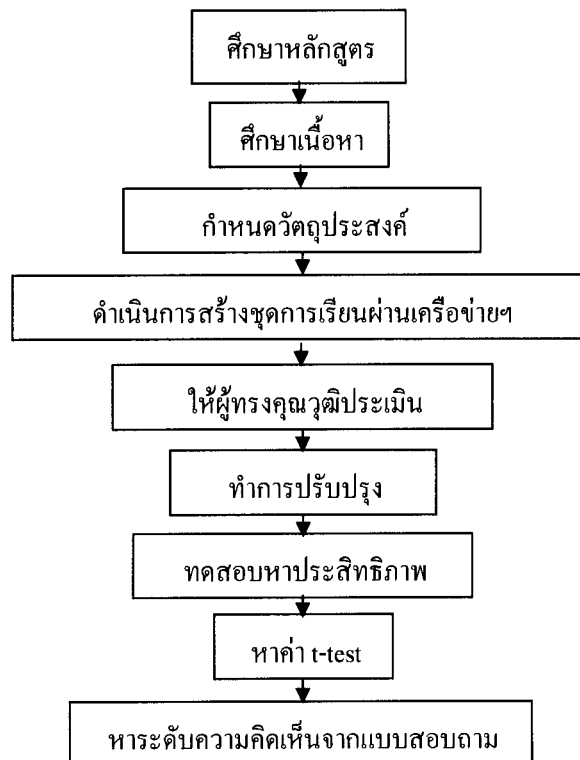 ศึกษาหลักสูตร
ศึกษาเนื้อหา
กำหนดวัตถุประสงค์
ดำเนินการสร้างชุดการเรียนผ่านเครือข่ายฯ
ให้ผู้ทรงคุณวุฒิประเมิน
ทำการปรับปรุง
ทดสอบหาประสิทธิภาพ
หาค่า t-test
หาระดับความคิดเห็นจากแบบสอบถาม